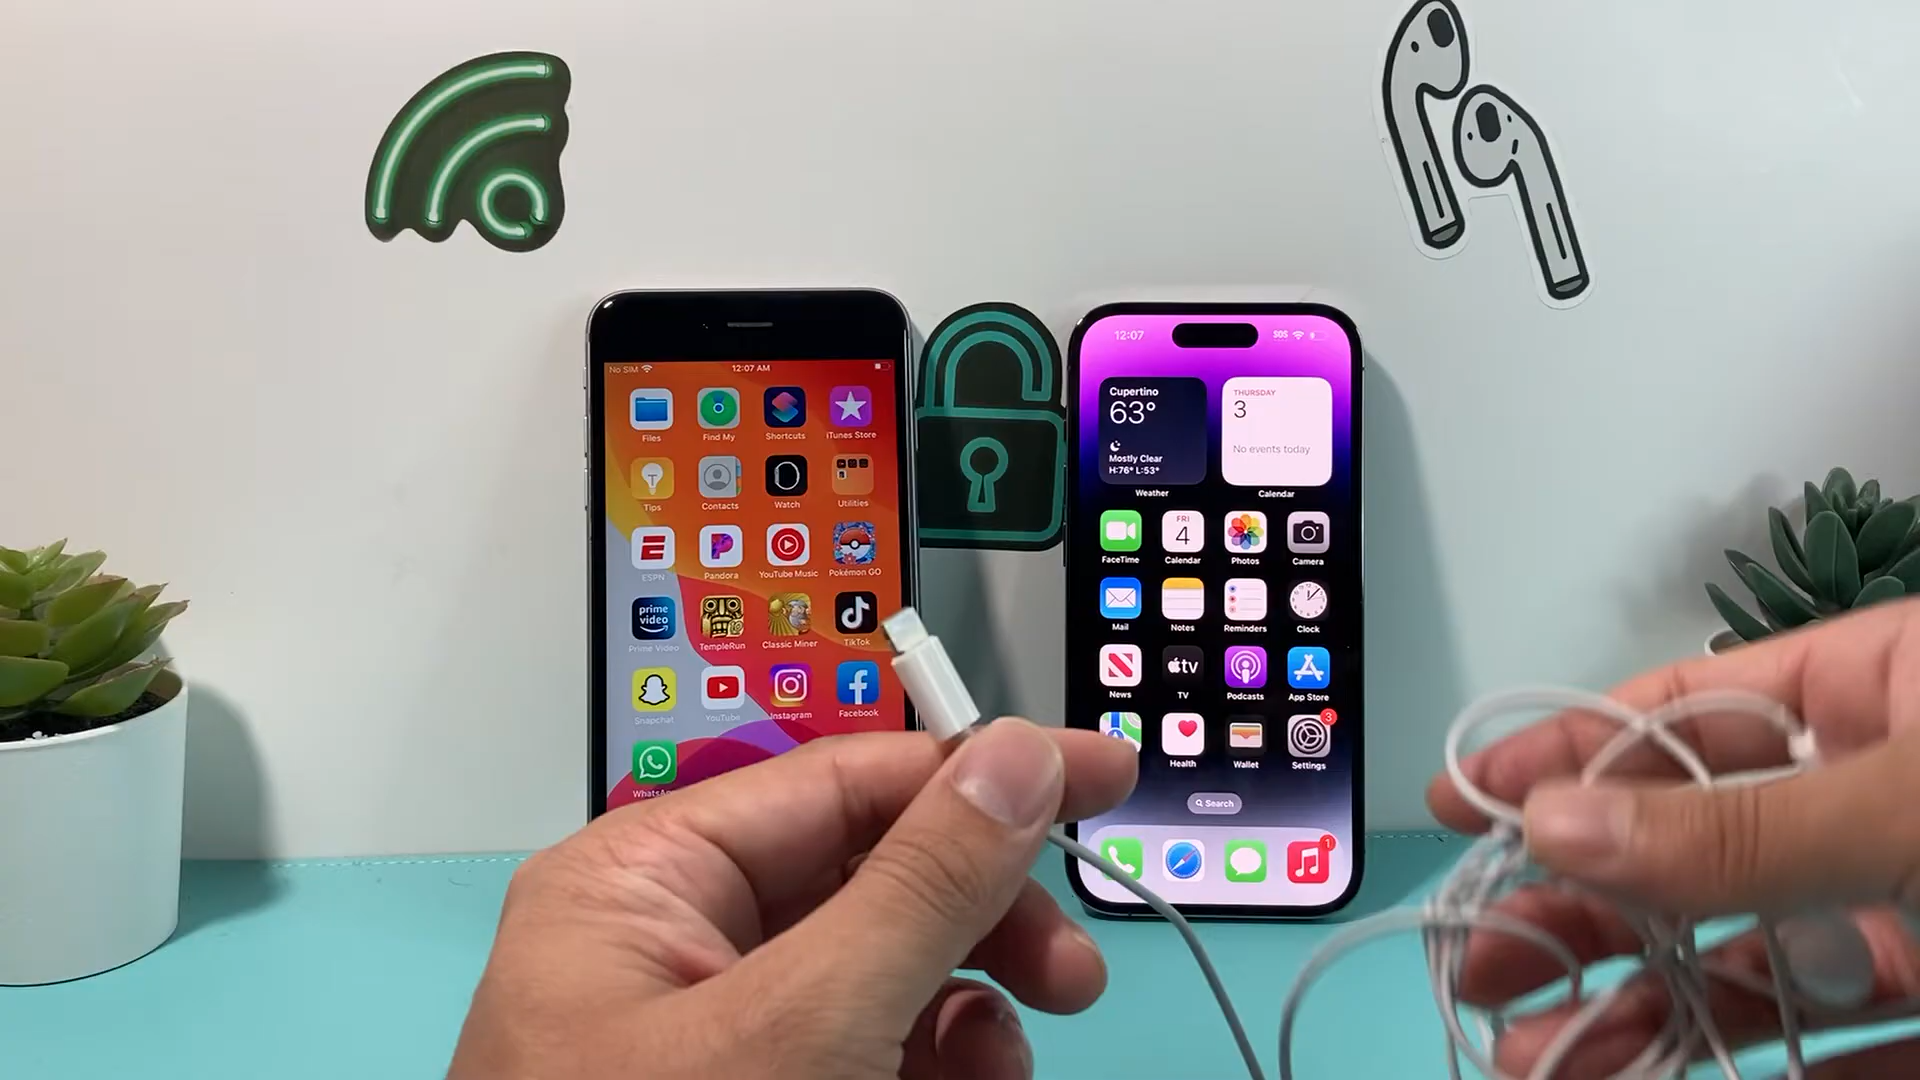 No SIM
12:07 AM
Files
Find My
Shortcuts
iTunes Store
Tips
Contacts
Watch
Utilities
ESPN
Pandora
YouTube Music
Pokémon GO
prime
video
Prime Video
TempleRun
Classic Miner
TikTok
Snapchat
YouTube
Instagram
Facebook
12:07
SOS
Cupertino
63°
Mostly Clear
H:76° L:53°
Weather
THURSDAY
3
No events today
Calendar
FRI
4
FaceTime
Calendar
Photos
Camera
Mail
Notes
Reminders
Clock
tv
News
TV
Podcasts
App Store
3
Health
Wallet
Settings
Search
1